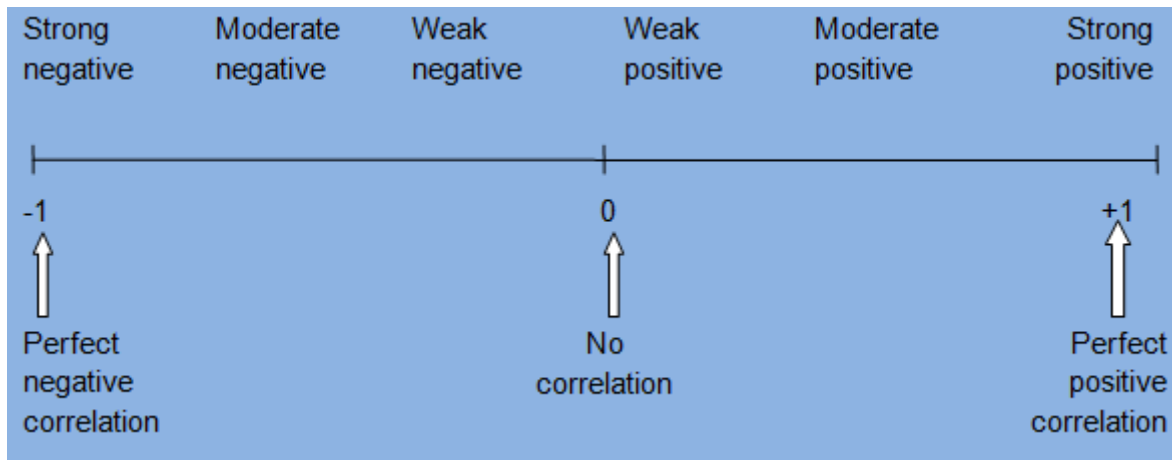 Strong Moderate Weak Weak Moderate Strong
negative negative negative positive positive positive
-1 0 +1
Perfect No Perfect
negative correlation positive
correlation correlation